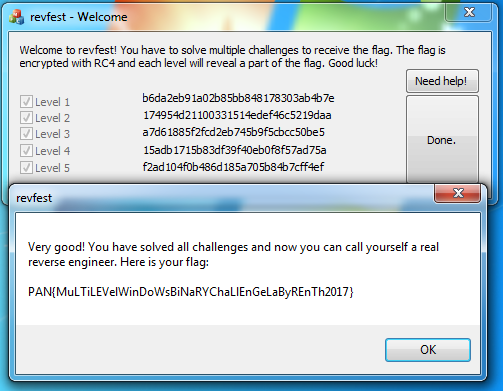 revfest - Welcome
Welcome to revfest! You have to solve multiple challenges to receive the flag. The flag is
encrypted with RC4 and each level will reveal a part of the flag. Good luck!
Need help!
Level 1 b6da2eb91a02b85bb848178303ab4b7e
Level 2 174954d21100331514edef46c5219daa
Level 3 a7d61885f2fcd2eb745b9f5cbcc50be5
Level 4 15adb1715b83df39f40eb0f8f57ad75a
Level 5 f2ad104f0b486d185a705b84b7cff4ef
Done.
revfest
Very good! You have solved all challenges and now you can call yourself a real
reverse engineer. Here is your flag:
PAN{MuLTiLEVelWinDoWsBiNaRYChaLlEnGeLaByREnTh2017}
OK